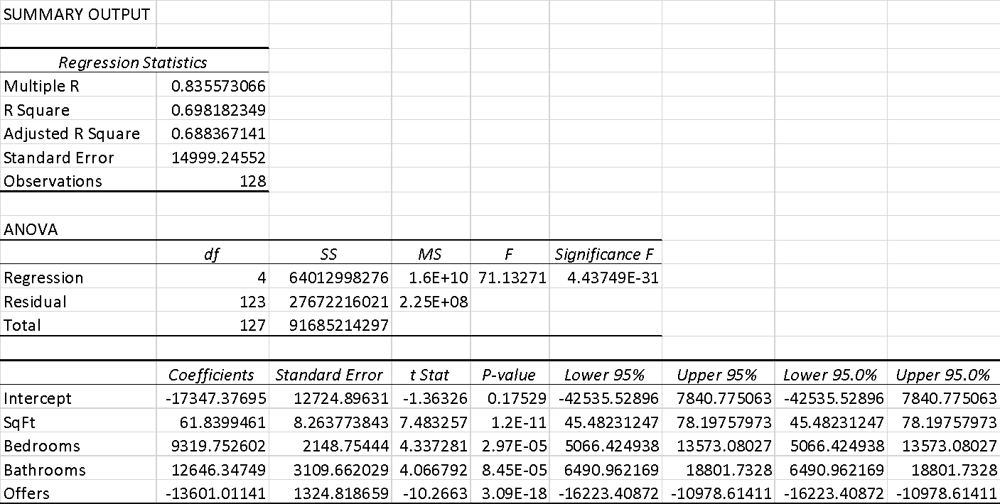 SUMMARY OUTPUT
Regression Statistics
Multiple R 0.835573066
R Square 0.698182349
Adjusted R Square 0.688367141
Standard Error 14999.24552
Observations 128
ANOVA
df SS MS F Significance F
Regression 4 64012998276 1.6E+10 71.13271 4.43749E-31
Residual 123 27672216021 2.25E+08
Total 127 91685214297
Coefficients Standard Error t Stat P-value Lower 95% Upper 95% Lower 95.0% Upper 95.0%
Intercept -17347.37695 12724.89631 -1.36326 0.17529 -42535.52896 7840.775063 -42535.52896 7840.775063
SqFt 61.8399461 8.263773843 7.483257 1.2E-11 45.48231247 78.19757973 45.48231247 78.19757973
Bedrooms 9319.752602 2148.75444 4.337281 2.97E-05 5066.424938 13573.08027 5066.424938 13573.08027
Bathrooms 12646.34749 3109.662029 4.066792 8.45E-05 6490.962169 18801.7328 6490.962169 18801.7328
Offers -13601.01141 1324.818659 -10.2663 3.09E-18 -16223.40872 -10978.61411 -16223.40872 -10978.61411